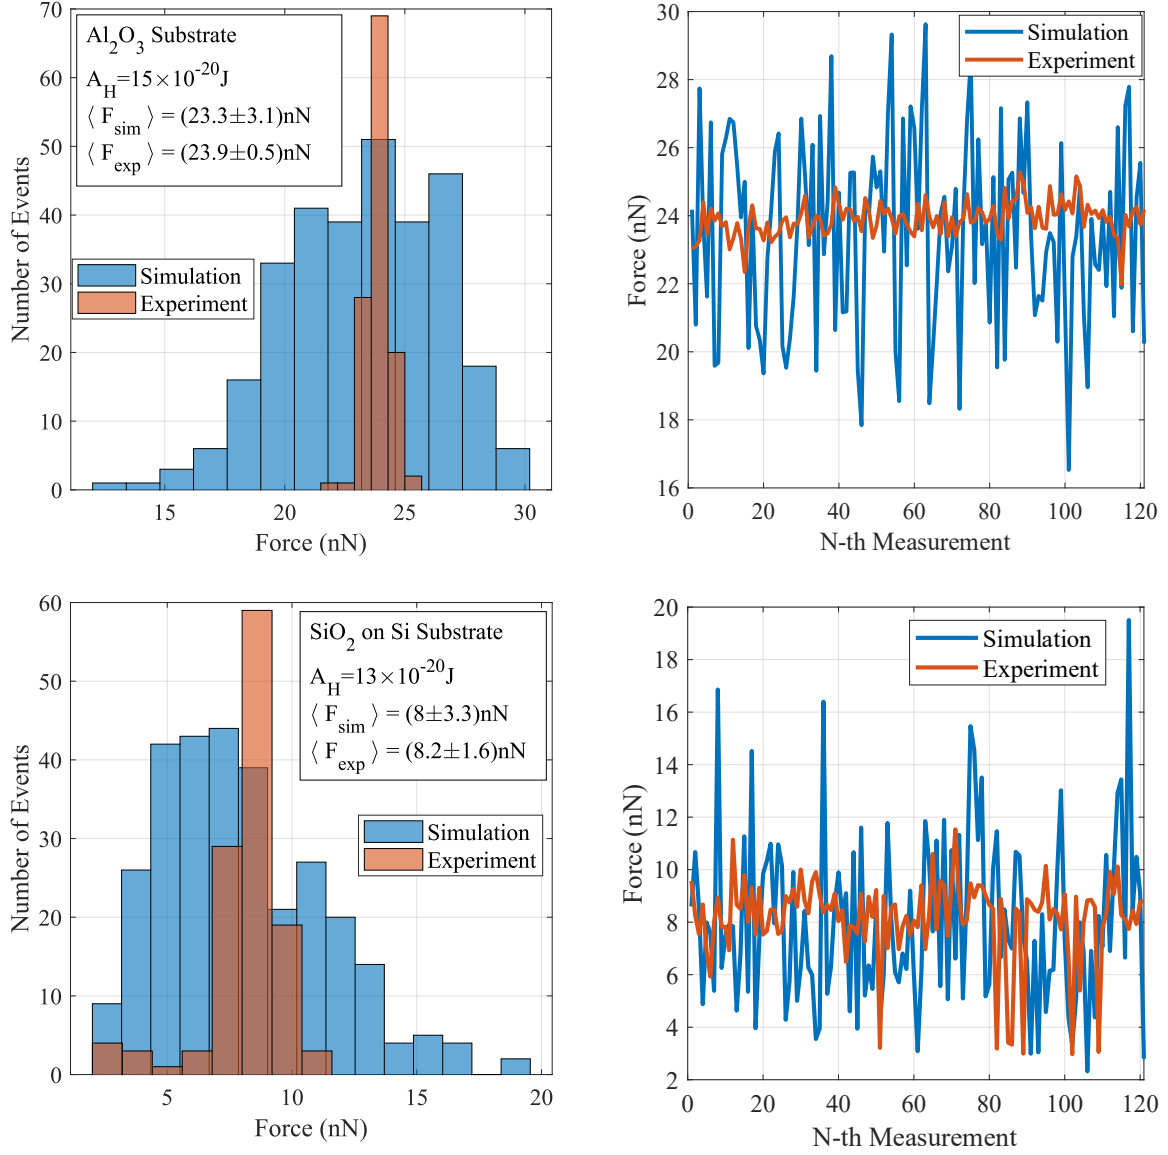 Al2O3 Substrate
AH=15×10-20J
⟨ Fsim ⟩ = (23.3±3.1)nN
⟨ Fexp ⟩ = (23.9±0.5)nN
Simulation
Experiment
Number of Events
70
60
50
40
30
20
10
0
15
20
25
30
Force (nN)
Simulation
Experiment
Force (nN)
30
28
26
24
22
20
18
16
0
20
40
60
80
100
120
N-th Measurement
SiO2 on Si Substrate
AH=13×10-20J
⟨ Fsim ⟩ = (8±3.3)nN
⟨ Fexp ⟩ = (8.2±1.6)nN
Simulation
Experiment
Number of Events
60
50
40
30
20
10
0
5
10
15
20
Force (nN)
Simulation
Experiment
Force (nN)
20
18
16
14
12
10
8
6
4
2
0
20
40
60
80
100
120
N-th Measurement